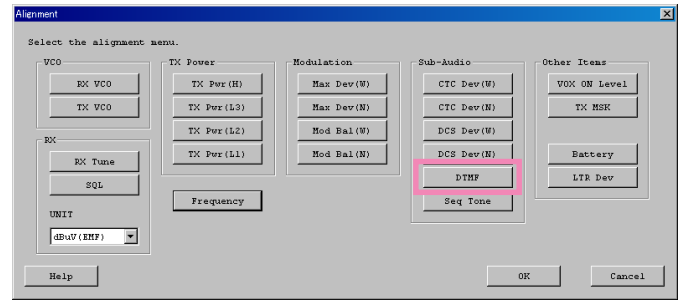 Alignment
Select the alignment menu.
VCO
RX VCO
TX VCO
RX
RX Tune
SQL
UNIT
dBuV(EMF)
TX Power
TX Pwr(H)
TX Pwr(L3)
TX Pwr(L2)
TX Pwr(L1)
Frequency
Modulation
Max Dev(W)
Max Dev(N)
Mod Bal(W)
Mod Bal(N)
Sub-Audio
CTC Dev(W)
CTC Dev(N)
DCS Dev(W)
DCS Dev(N)
DTMF
Seq Tone
Other Items
VOX ON Level
TX MSK
Battery
LTR Dev
Help
OK
Cancel